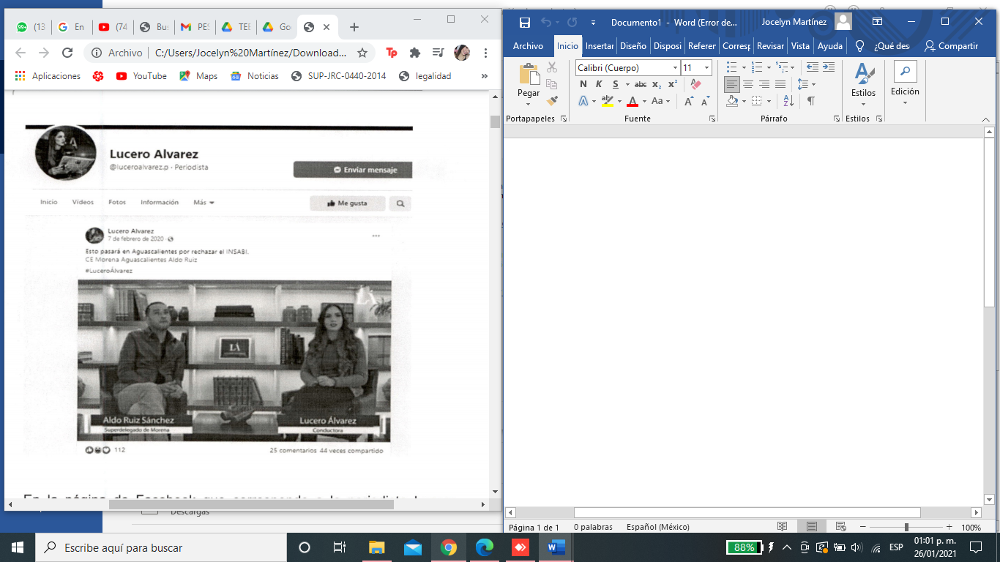 (13
En
(74
Bu
PES
TEE
Go
Archivo
C:/Users/Jocelyn%20Martínez/Download...
Aplicaciones
YouTube
Maps
Noticias
SUP-JRC-0440-2014
legalidad
»
Lucero Alvarez
@luceroalvarez.p · Periodista
Enviar mensaje
Inicio
Videos
Fotos
Información
Más
Me gusta
Lucero Alvarez
7 de febrero de 2020 ·
Esto pasará en Aguascalientes por rechazar el INSABI.
CE Morena Aguascalientes Aldo Ruiz
#LuceroÁlvarez
LÁ
LÁ
Aldo Ruiz Sánchez
Superdelegado de Morena
Lucero Álvarez
Conductora
112
25 comentarios 44 veces compartido
En la página de Facebook que corresponde a la periodista
Descargas
Documento1 - Word (Error de...
Jocelyn Martínez
Archivo
Inicio
Insertar
Diseño
Disposi
Referer
Corresp
Revisar
Vista
Ayuda
¿Qué des
Compartir
Pegar
Portapapeles
Calibri (Cuerpo)
11
N K S abc x₂ x²
A ab A Aa A A
Fuente
Párrafo
Estilos
Estilos
Edición
Página 1 de 1
0 palabras
Español (México)
100%
Escribe aquí para buscar
88%
ESP
01:01 p. m.
26/01/2021